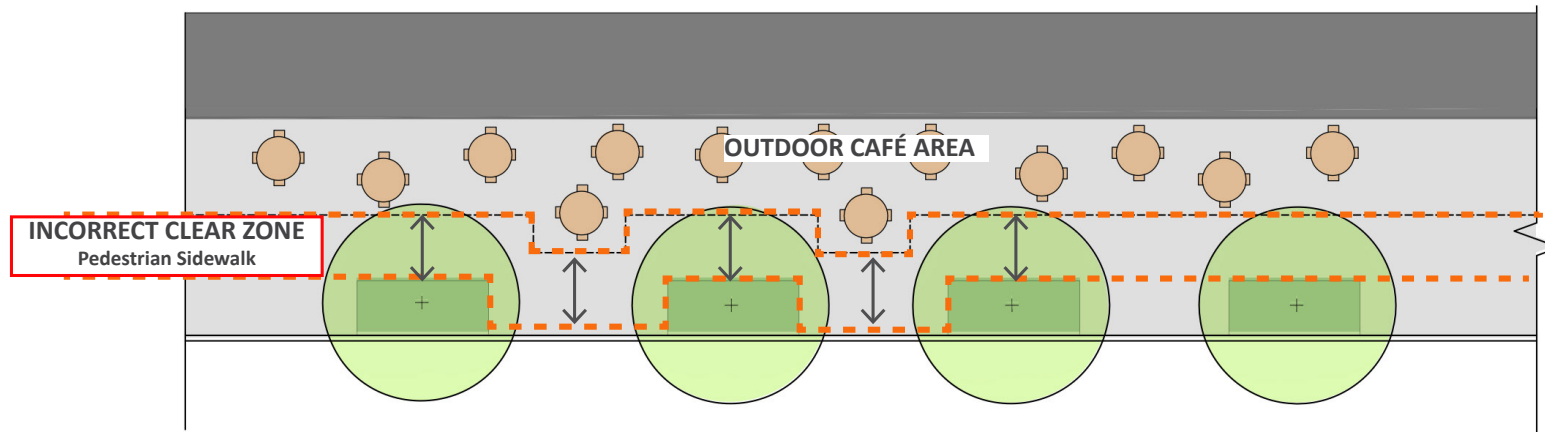 OUTDOOR CAFÉ AREA
INCORRECT CLEAR ZONE
Pedestrian Sidewalk